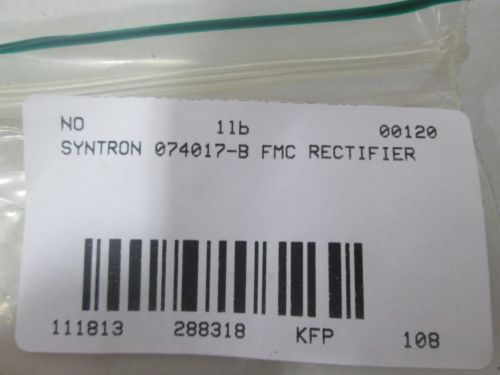 NO 1lb 00120
SYNTRON 074017-B FMC RECTIFIER
111813 288318 KFP 108